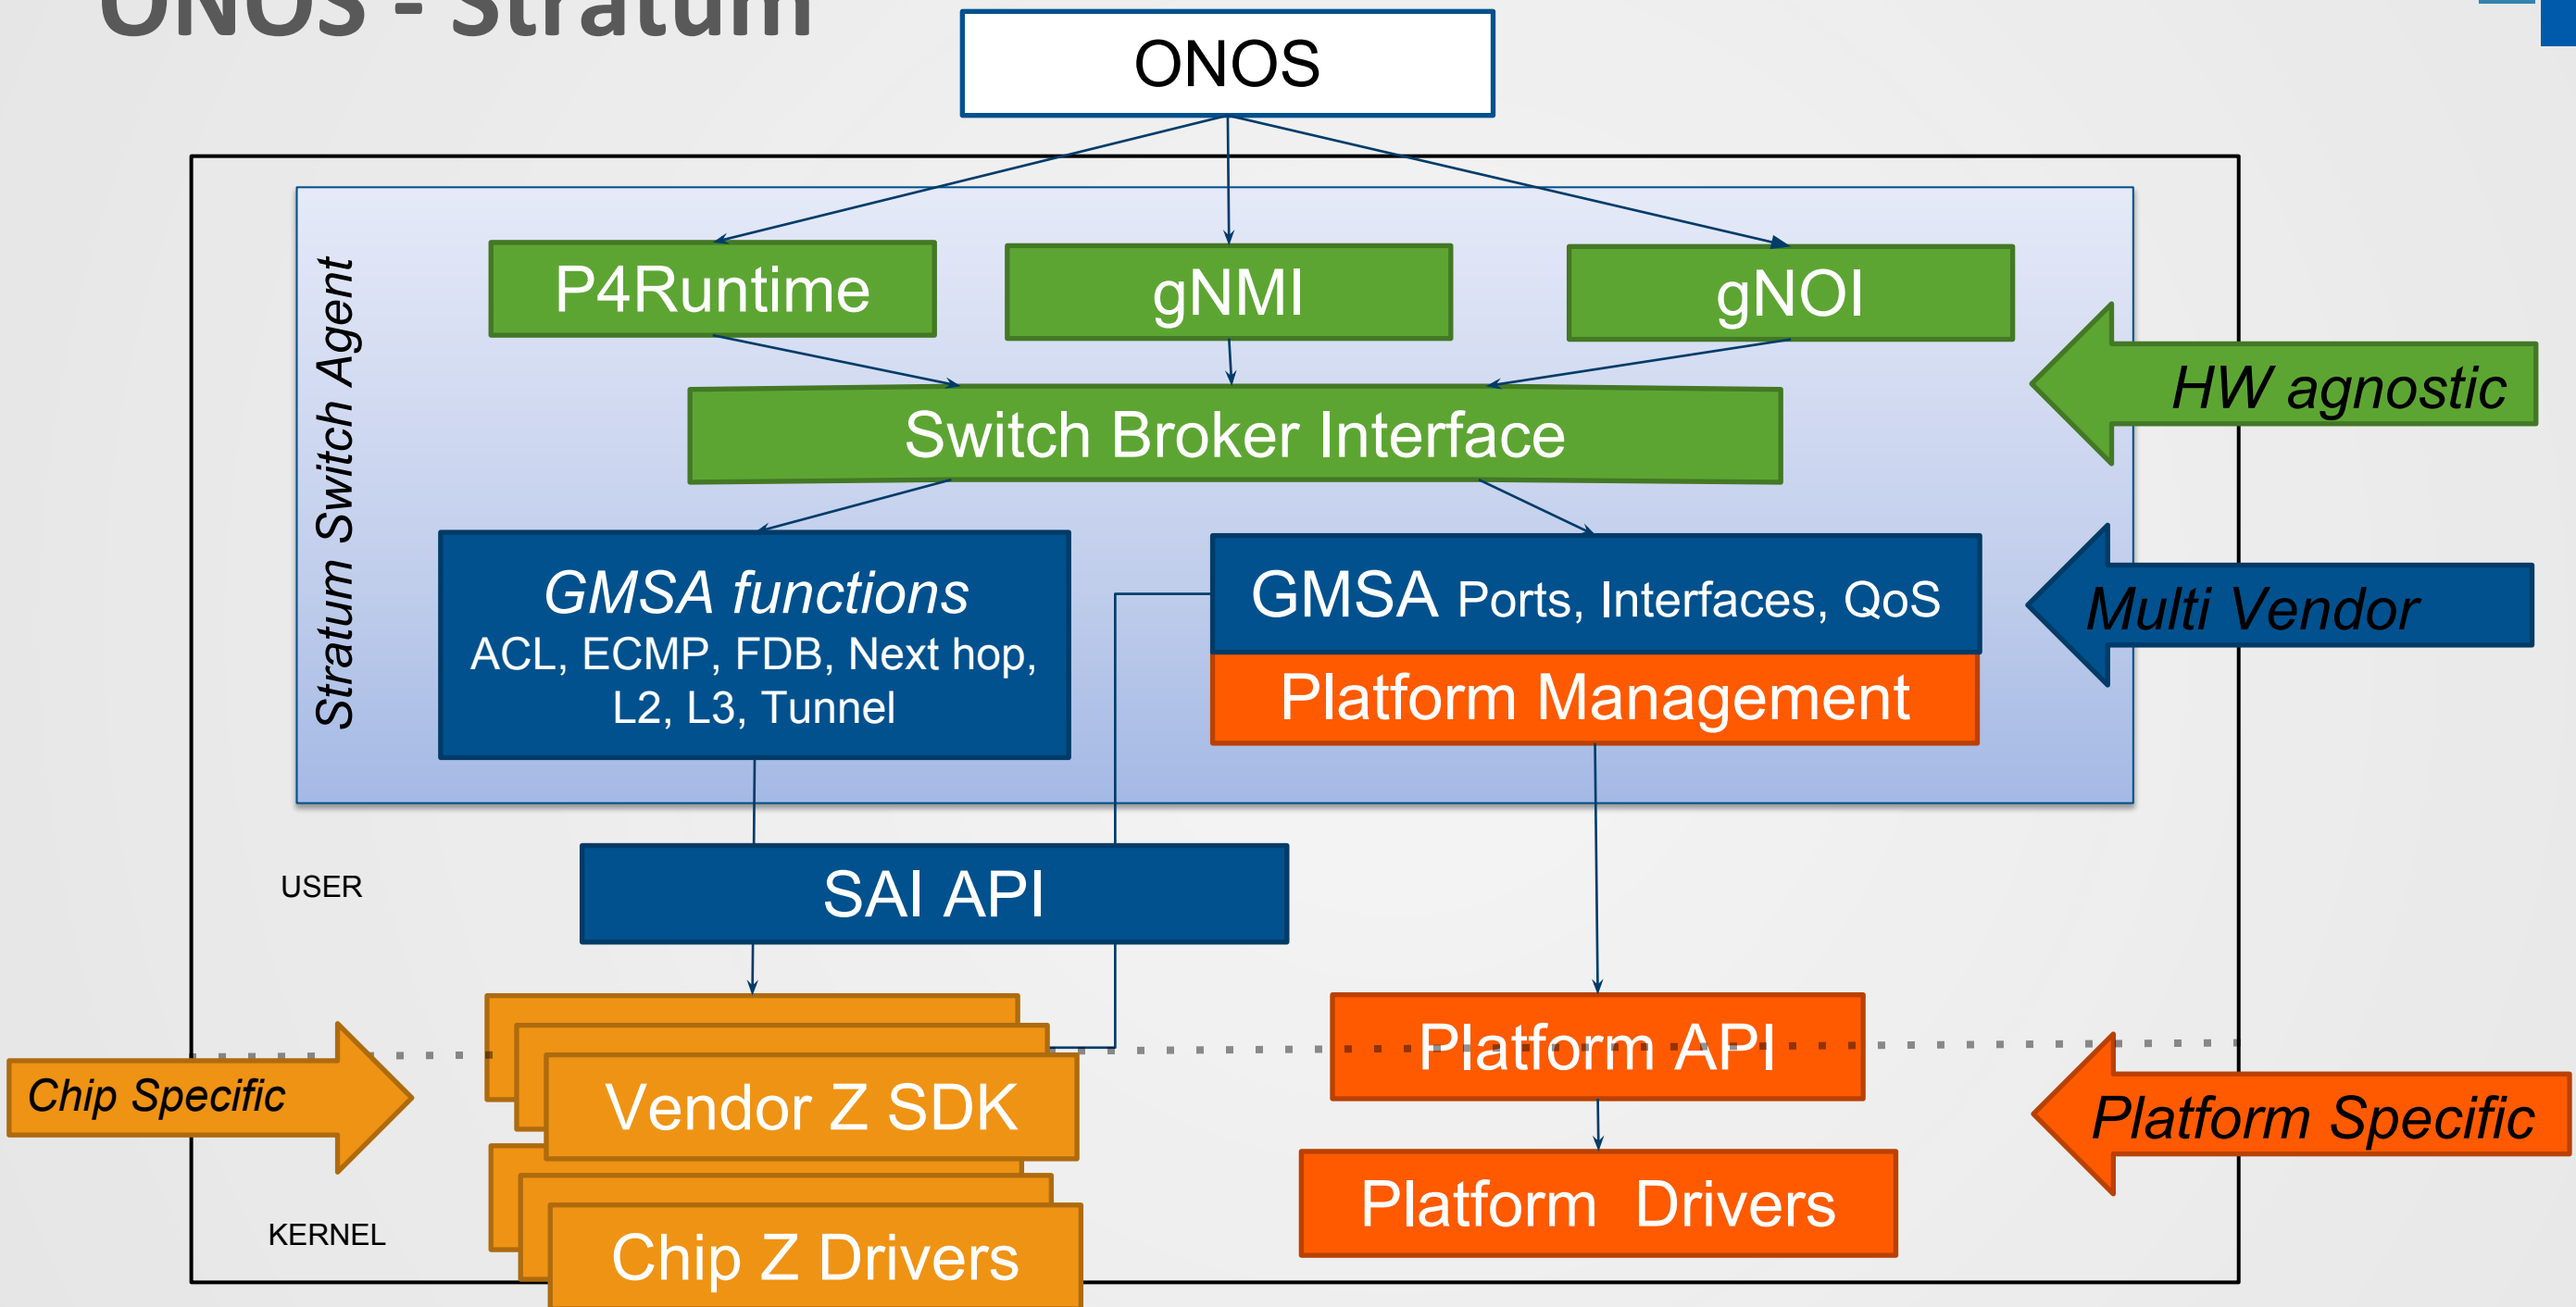 ONOS - Stratum
ONOS
Stratum Switch Agent
P4Runtime
gNMI
gNOI
HW agnostic
Switch Broker Interface
GMSA functions
ACL, ECMP, FDB, Next hop,
L2, L3, Tunnel
GMSA Ports, Interfaces, QoS
Multi Vendor
Platform Management
USER
SAI API
Chip Specific
Vendor Z SDK
Platform API
Platform Specific
KERNEL
Chip Z Drivers
Platform Drivers